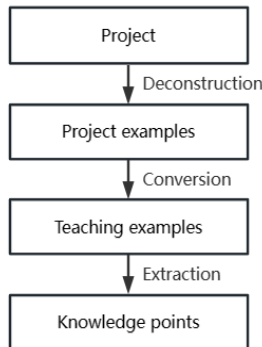 Project
Deconstruction
Project examples
Conversion
Teaching examples
Extraction
Knowledge points